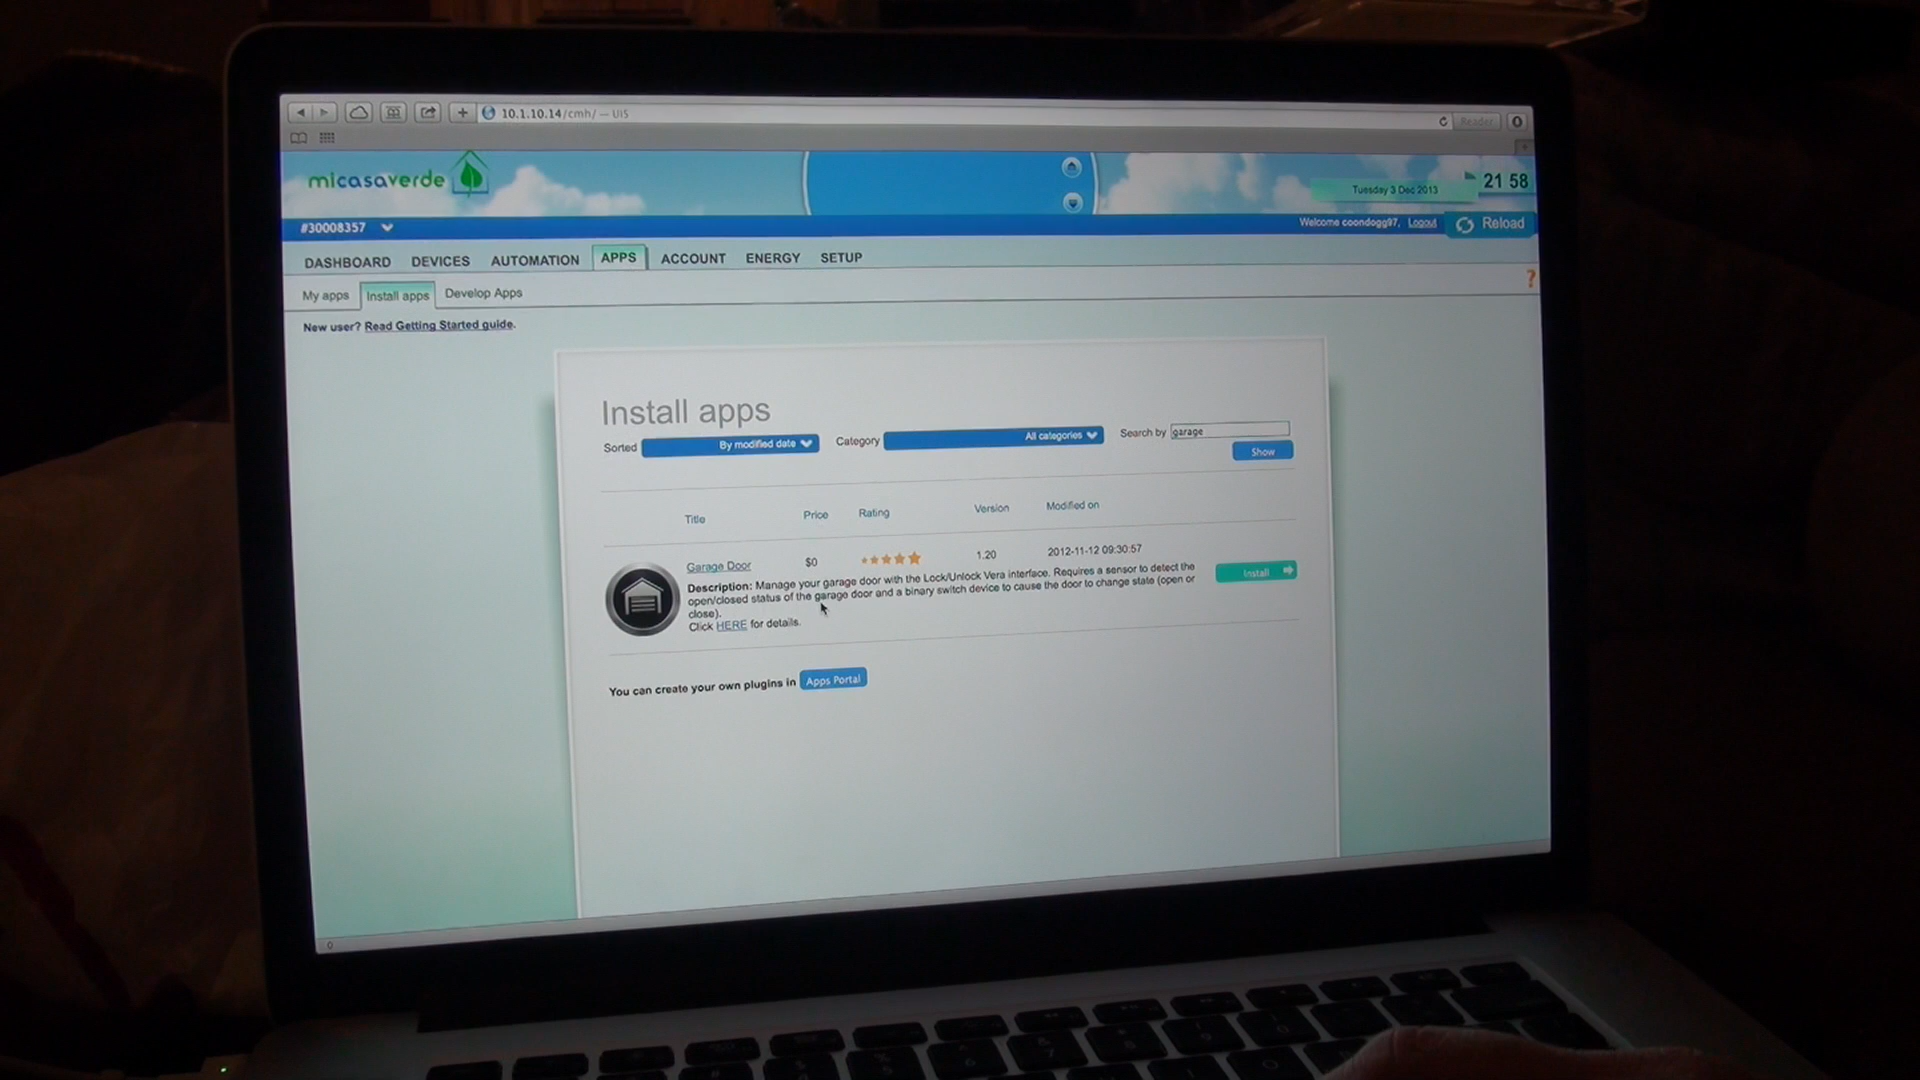 10.1.10.14/cmh/ — UI5
Reader
micasaverde
Tuesday 3 Dec 2013
21 58
#30008357
Welcome coondogg97, Logout
Reload
DASHBOARD DEVICES AUTOMATION APPS ACCOUNT ENERGY SETUP
My apps Install apps Develop Apps
?
New user? Read Getting Started guide.
Install apps
Sorted By modified date Category All categories Search by garage
Show
Title Price Rating Version Modified on
Garage Door $0 1.20 2012-11-12 09:30:57
Description: Manage your garage door with the Lock/Unlock Vera interface. Requires a sensor to detect the
open/closed status of the garage door and a binary switch device to cause the door to change state (open or
close).
Install
Click HERE for details.
You can create your own plugins in Apps Portal